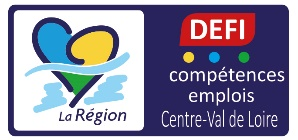 La Région
DEFI
compétences
emplois
Centre-Val de Loire